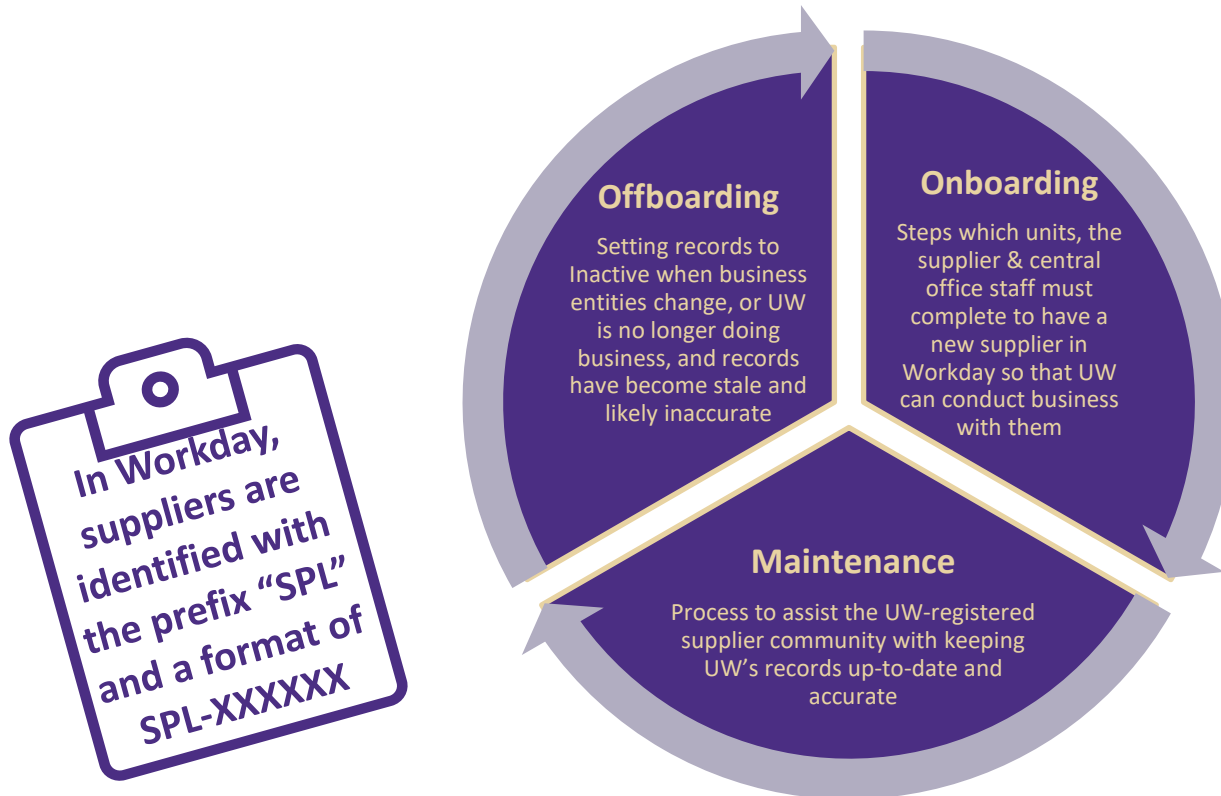 In Workday,
suppliers are
identified with
the prefix “SPL”
and a format of
SPL-XXXXXX
Offboarding
Setting records to
Inactive when business
entities change, or UW
is no longer doing
business, and records
have become stale and
likely inaccurate
Onboarding
Steps which units, the
supplier & central
office staff must
complete to have a
new supplier in
Workday so that UW
can conduct business
with them
Maintenance
Process to assist the UW-registered
supplier community with keeping
UW’s records up-to-date and
accurate